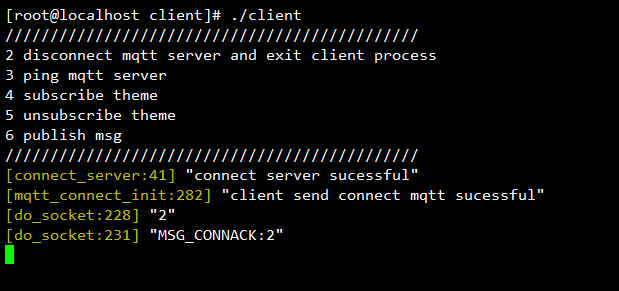 [root@localhost client]# ./client
//////////////////////////////////////////////
2 disconnect mqtt server and exit client process
3 ping mqtt server
4 subscribe theme
5 unsubscribe theme
6 publish msg
//////////////////////////////////////////////
[connect_server:41] "connect server sucessful"
[mqtt_connect_init:282] "client send connect mqtt sucessful"
[do_socket:228] "2"
[do_socket:231] "MSG_CONNACK:2"